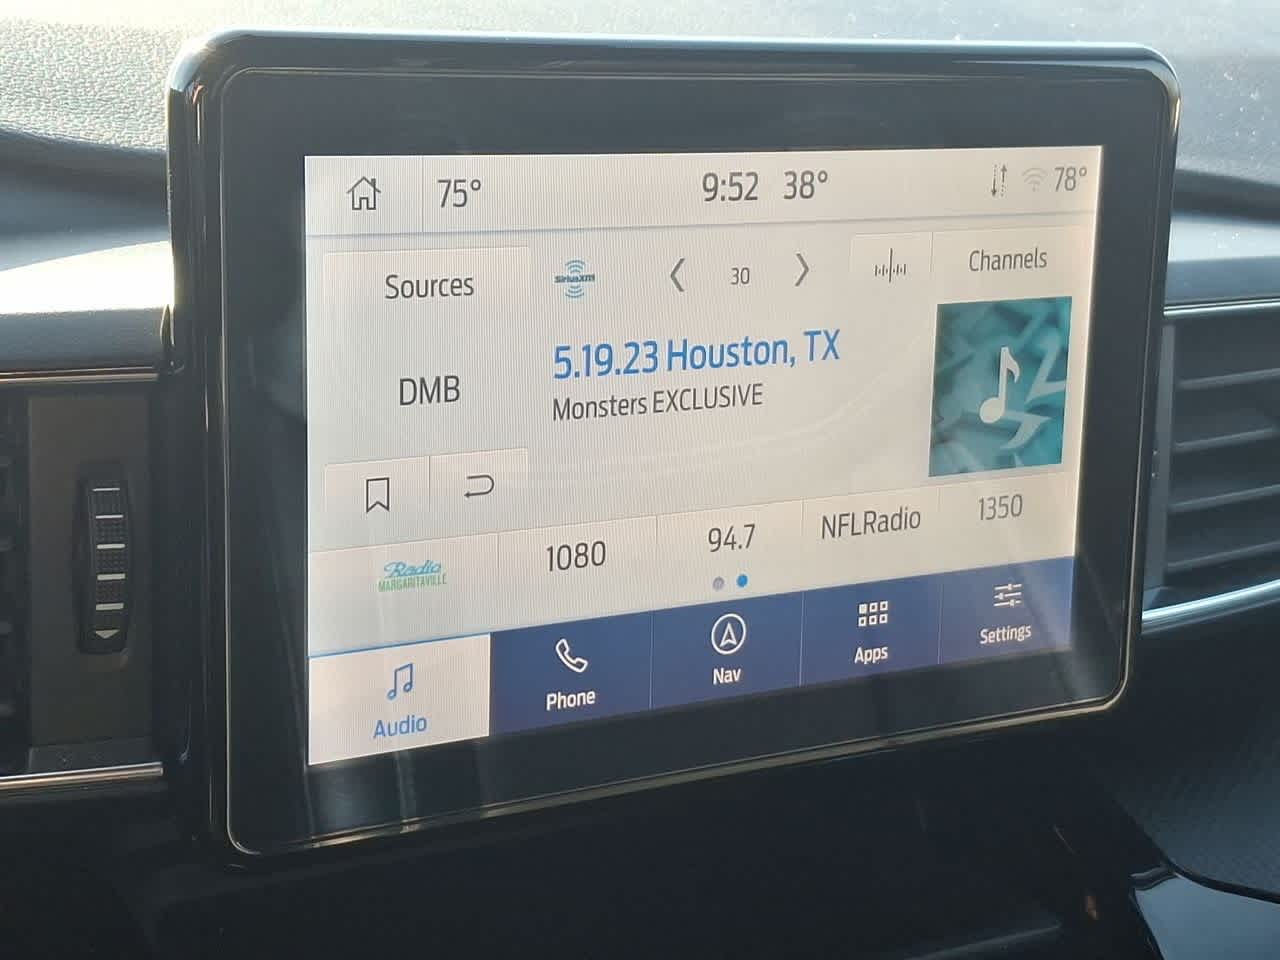 75° 9:52 38° 78°
Sources SiriusXM 30 Channels
5.19.23 Houston, TX
DMB
Monsters EXCLUSIVE
Radio MARGARITAVILLE 1080 94.7 NFLRadio 1350
Audio Phone Nav Apps Settings